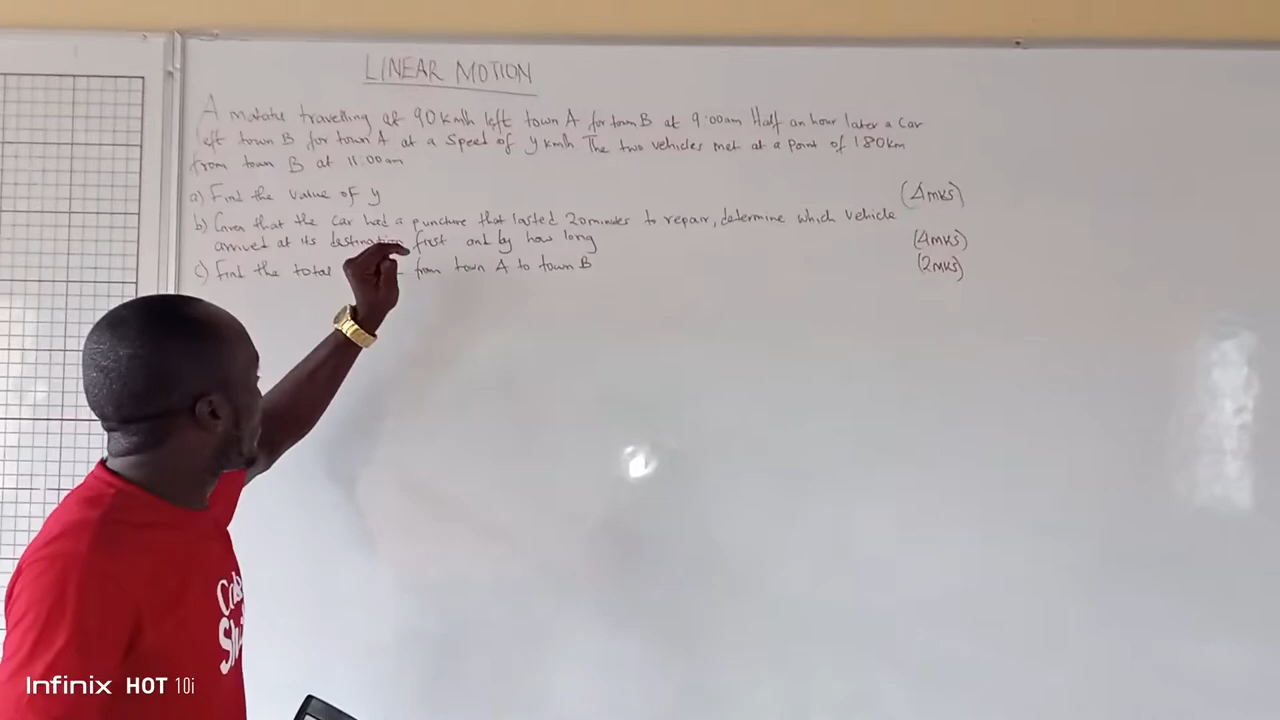 LINEAR MOTION
A matatu travelling at 90km/h left town A for town B at 9:00am Half an hour later a car
left town B for town A at a speed of y km/h The two vehicles met at a point of 180km
from town B at 11:00am
a) Find the value of y
(4mks)
b) Given that the car had a puncture that lasted 20 minutes to repair, determine which vehicle
arrived at its destination first and by how long
(4mks)
c) Find the total from town A to town B
(2mks)
Infinix HOT 10i